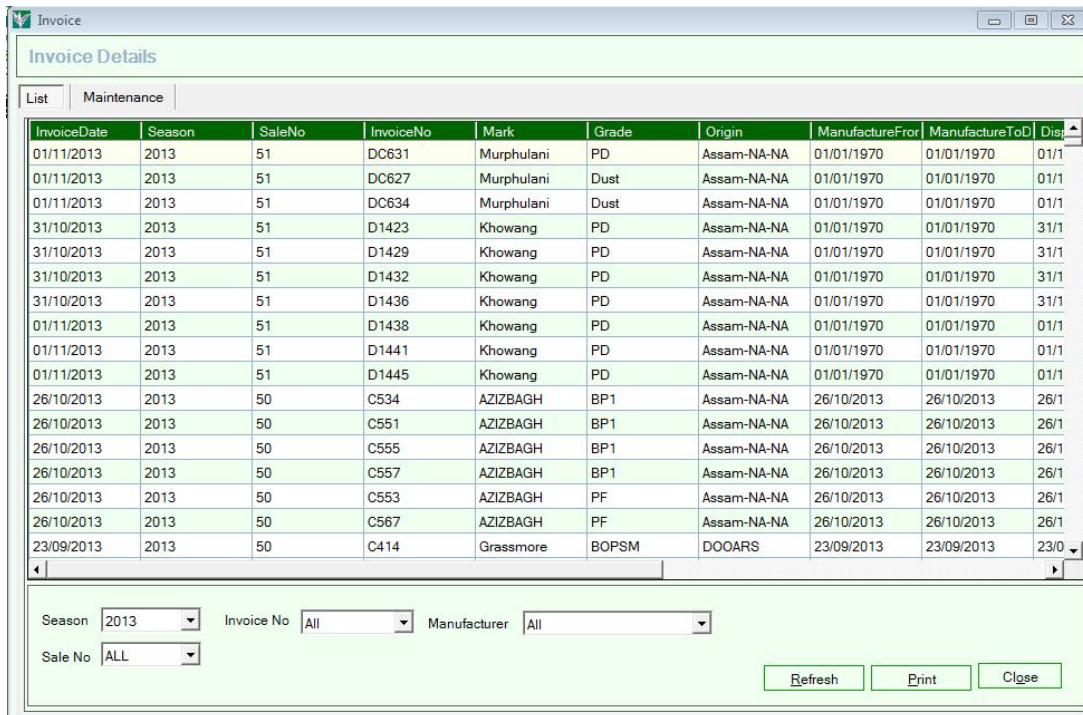 Invoice
Invoice Details
List Maintenance
InvoiceDate Season SaleNo InvoiceNo Mark Grade Origin ManufactureFror ManufactureToD Disp
01/11/2013 2013 51 DC631 Murphulani PD Assam-NA-NA 01/01/1970 01/01/1970 01/1
01/11/2013 2013 51 DC627 Murphulani Dust Assam-NA-NA 01/01/1970 01/01/1970 01/1
01/11/2013 2013 51 DC634 Murphulani Dust Assam-NA-NA 01/01/1970 01/01/1970 01/1
31/10/2013 2013 51 D1423 Khowang PD Assam-NA-NA 01/01/1970 01/01/1970 31/1
31/10/2013 2013 51 D1429 Khowang PD Assam-NA-NA 01/01/1970 01/01/1970 31/1
31/10/2013 2013 51 D1432 Khowang PD Assam-NA-NA 01/01/1970 01/01/1970 31/1
31/10/2013 2013 51 D1436 Khowang PD Assam-NA-NA 01/01/1970 01/01/1970 31/1
01/11/2013 2013 51 D1438 Khowang PD Assam-NA-NA 01/01/1970 01/01/1970 01/1
01/11/2013 2013 51 D1441 Khowang PD Assam-NA-NA 01/01/1970 01/01/1970 01/1
01/11/2013 2013 51 D1445 Khowang PD Assam-NA-NA 01/01/1970 01/01/1970 01/1
26/10/2013 2013 50 C534 AZIZBAGH BP1 Assam-NA-NA 26/10/2013 26/10/2013 26/1
26/10/2013 2013 50 C551 AZIZBAGH BP1 Assam-NA-NA 26/10/2013 26/10/2013 26/1
26/10/2013 2013 50 C555 AZIZBAGH BP1 Assam-NA-NA 26/10/2013 26/10/2013 26/1
26/10/2013 2013 50 C557 AZIZBAGH BP1 Assam-NA-NA 26/10/2013 26/10/2013 26/1
26/10/2013 2013 50 C553 AZIZBAGH PF Assam-NA-NA 26/10/2013 26/10/2013 26/1
26/10/2013 2013 50 C567 AZIZBAGH PF Assam-NA-NA 26/10/2013 26/10/2013 26/1
23/09/2013 2013 50 C414 Grassmore BOPSM DOOARS 23/09/2013 23/09/2013 23/0
Season 2013 Invoice No All Manufacturer All
Sale No ALL
Refresh Print Close